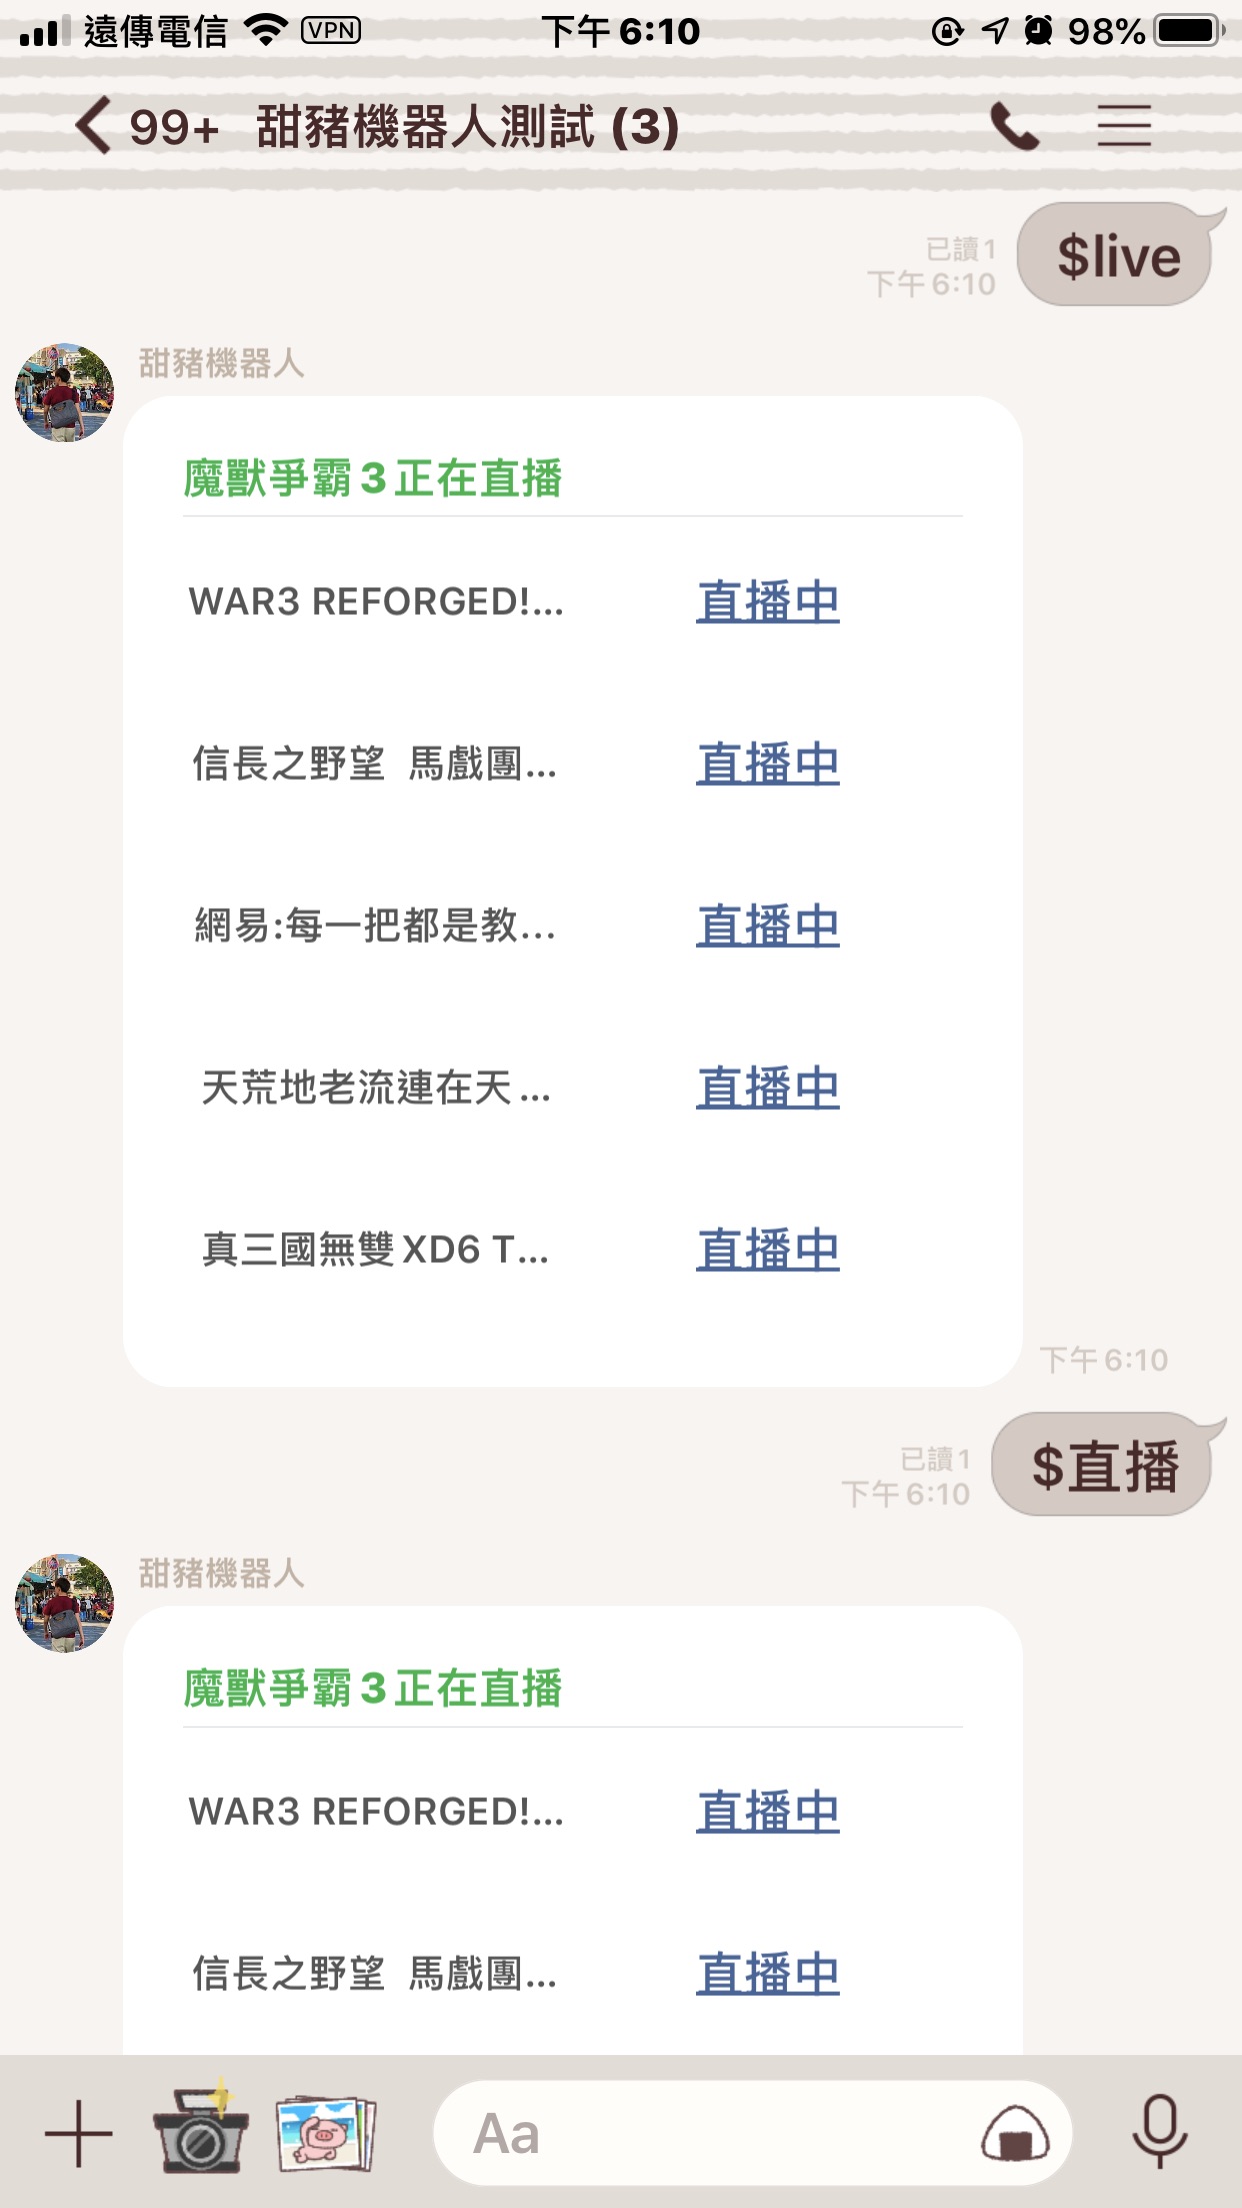 遠傳電信 VPN 下午 6:10 98%
99+ 甜豬機器人測試 (3)
$live
已讀 1
下午 6:10
甜豬機器人
魔獸爭霸 3 正在直播
WAR3 REFORGED!... 直播中
信長之野望 馬戲團... 直播中
網易:每一把都是教... 直播中
天荒地老流連在天 ... 直播中
真三國無雙 XD6 T... 直播中
下午 6:10
$直播
已讀 1
下午 6:10
甜豬機器人
魔獸爭霸 3 正在直播
WAR3 REFORGED!... 直播中
信長之野望 馬戲團... 直播中
Aa